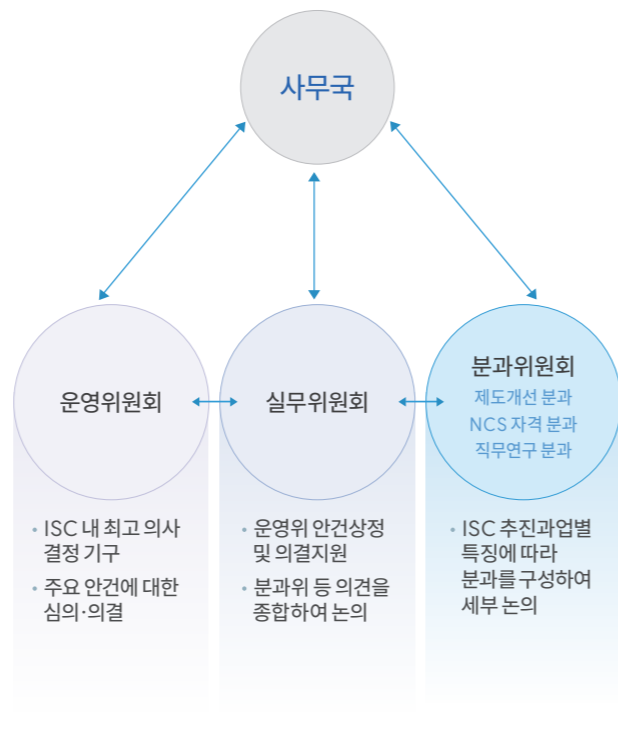 사무국
운영위원회
실무위원회
분과위원회
제도개선 분과
NCS 자격 분과
직무연구 분과
• ISC 내 최고 의사
결정 기구
• 주요 안건에 대한
심의·의결
• 운영위 안건상정
및 의결지원
• 분과위 등 의견을
종합하여 논의
• ISC 추진과업별
특징에 따라
분과를 구성하여
세부 논의